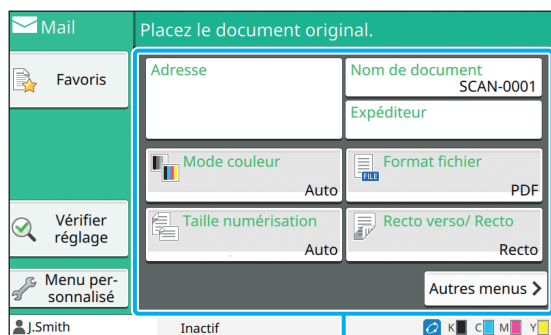 Mail
Placez le document original.
Favoris
Vérifier
réglage
Menu per-
sonnalisé
Adresse
Nom de document
SCAN-0001
Expéditeur
Mode couleur
Auto
Format fichier
FILE
PDF
Taille numérisation
Auto
Recto verso/ Recto
Recto
Autres menus
J.Smith
Inactif
K C M Y